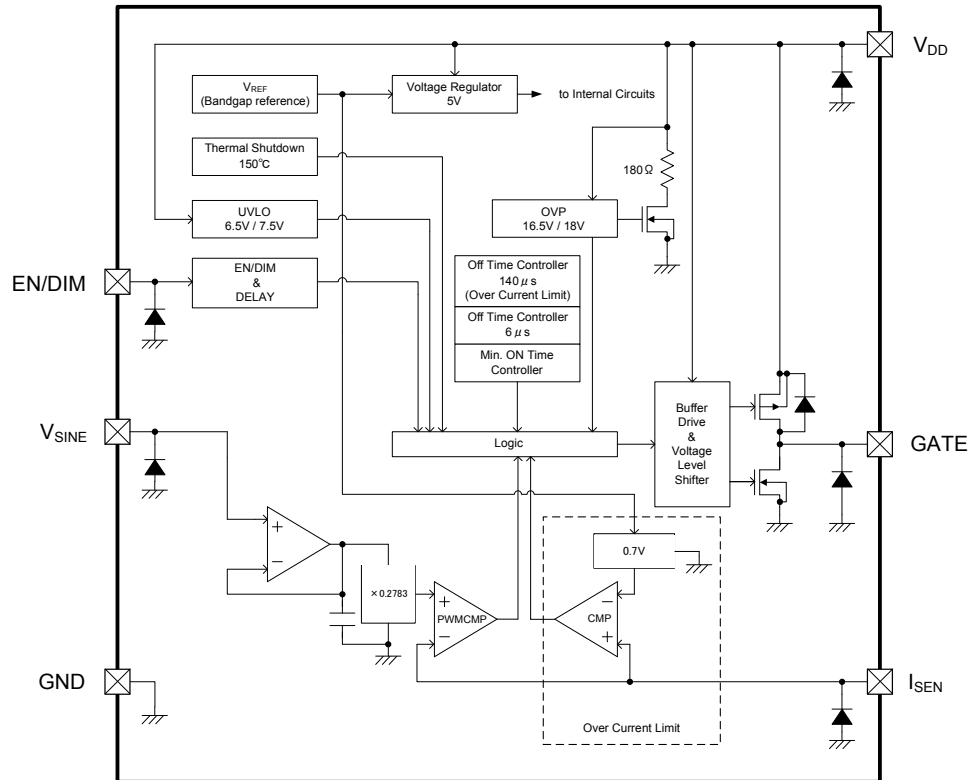 VDD
VREF
(Bandgap reference)
Voltage Regulator
5V
to Internal Circuits
Thermal Shutdown
150℃
180Ω
UVLO
6.5V / 7.5V
OVP
16.5V / 18V
EN/DIM
EN/DIM
&
DELAY
Off Time Controller
140μs
(Over Current Limit)
Off Time Controller
6μs
Min. ON Time
Controller
VSINE
Logic
Buffer
Drive
&
Voltage
Level
Shifter
GATE
+
−
×0.2783
+
PWMCMP
−
0.7V
−
CMP
+
GND
ISEN
Over Current Limit